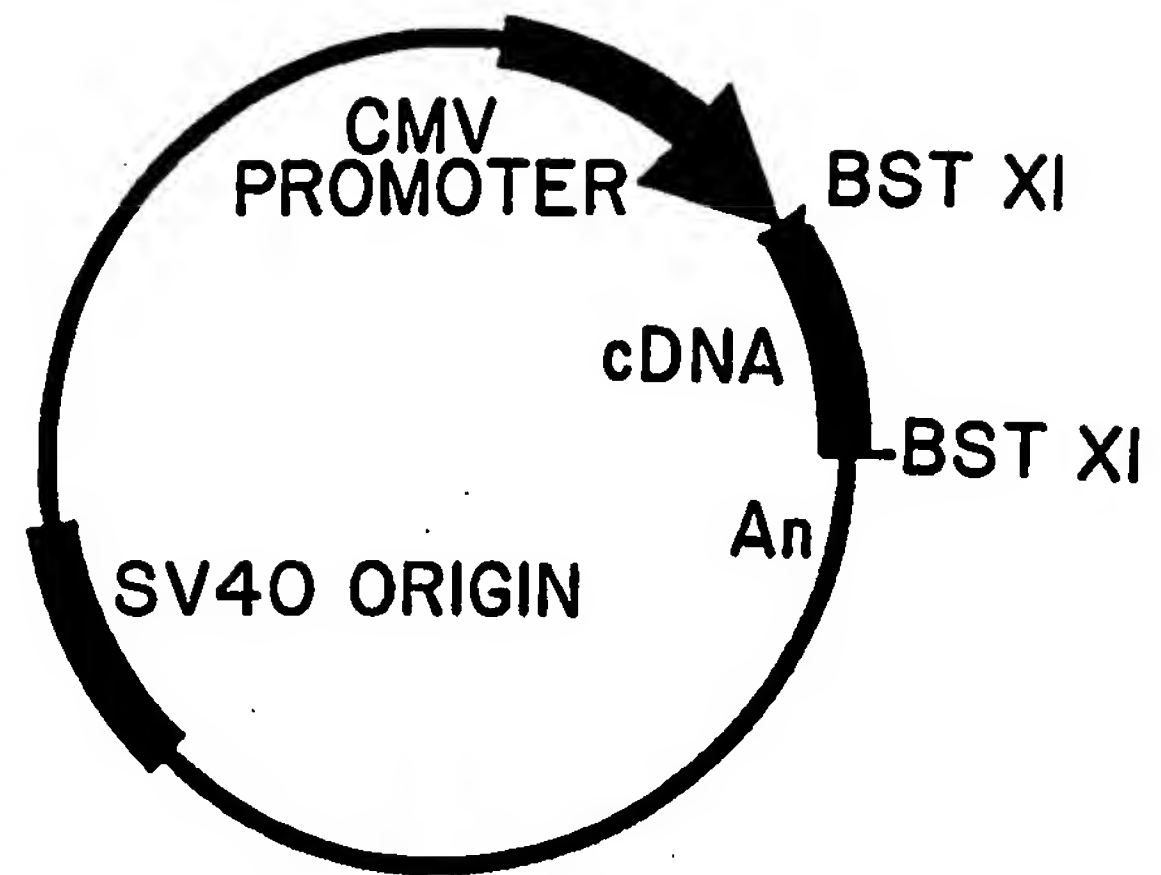 CMV
PROMOTER
BST XI
cDNA
BST XI
An
SV40 ORIGIN